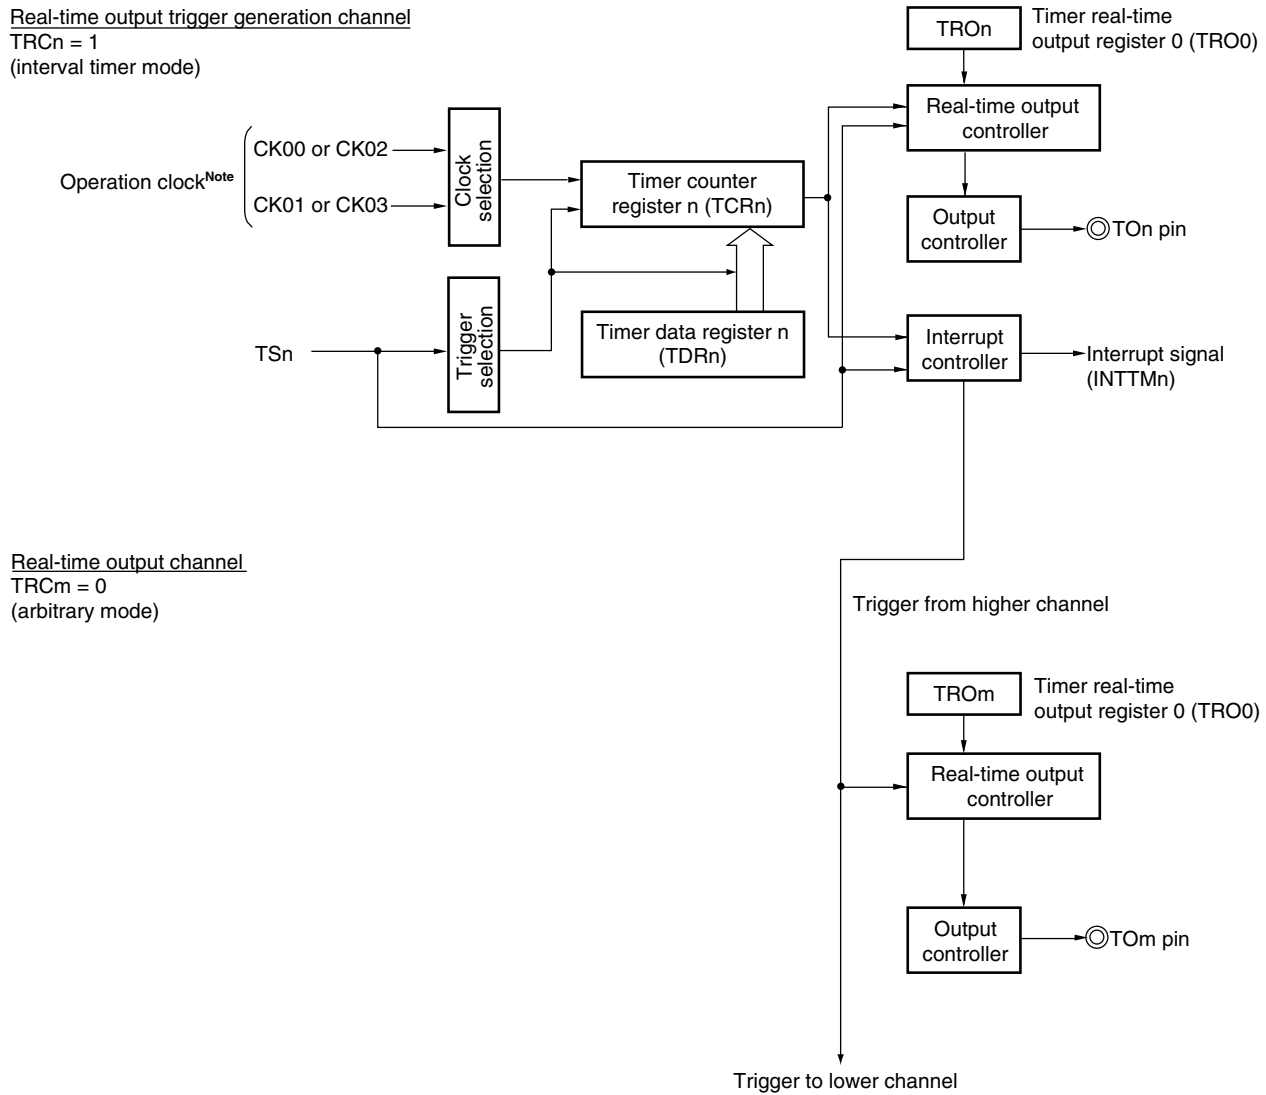 Real-time output trigger generation channel
TRCn = 1
(interval timer mode)
TROn
Timer real-time
output register 0 (TRO0)
Real-time output
controller
Operation clockNote
CK00 or CK02
CK01 or CK03
Clock
selection
Timer counter
register n (TCRn)
Output
controller
TOn pin
TSn
Trigger
selection
Timer data register n
(TDRn)
Interrupt
controller
Interrupt signal
(INTTMn)
Real-time output channel
TRCm = 0
(arbitrary mode)
Trigger from higher channel
TROm
Timer real-time
output register 0 (TRO0)
Real-time output
controller
Output
controller
TOm pin
Trigger to lower channel